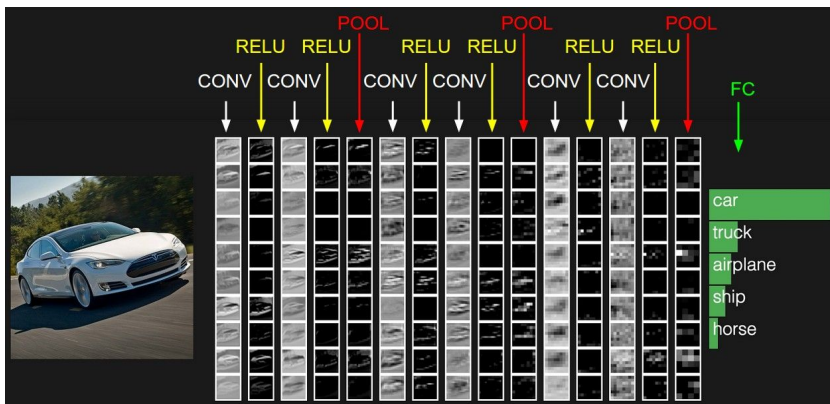 POOL POOL POOL
RELU RELU RELU RELU RELU RELU
CONV CONV CONV CONV CONV CONV
FC
car
truck
airplane
ship
horse